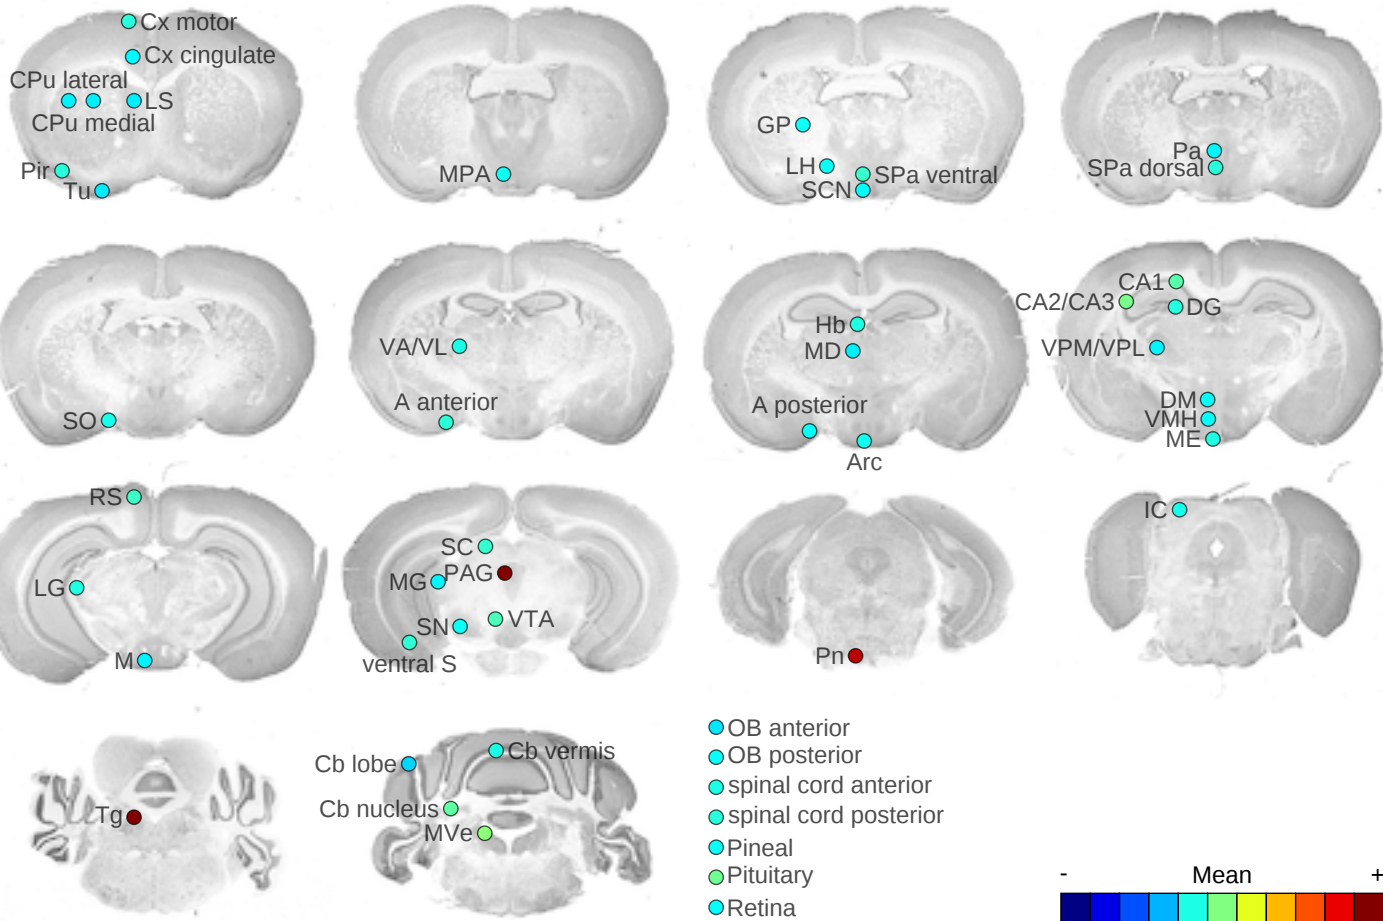 Cx motor
Cx cingulate
CPu lateral
LS
CPu medial
Pir
Tu
MPA
GP
LH
SPa ventral
SCN
Pa
SPa dorsal
SO
VA/VL
A anterior
Hb
MD
A posterior
Arc
CA1
CA2/CA3
DG
VPM/VPL
DM
VMH
ME
RS
LG
M
SC
PAG
MG
SN
VTA
ventral S
Pn
IC
Tg
Cb lobe
Cb vermis
Cb nucleus
MVe
OB anterior
OB posterior
spinal cord anterior
spinal cord posterior
Pineal
Pituitary
Retina
- Mean +